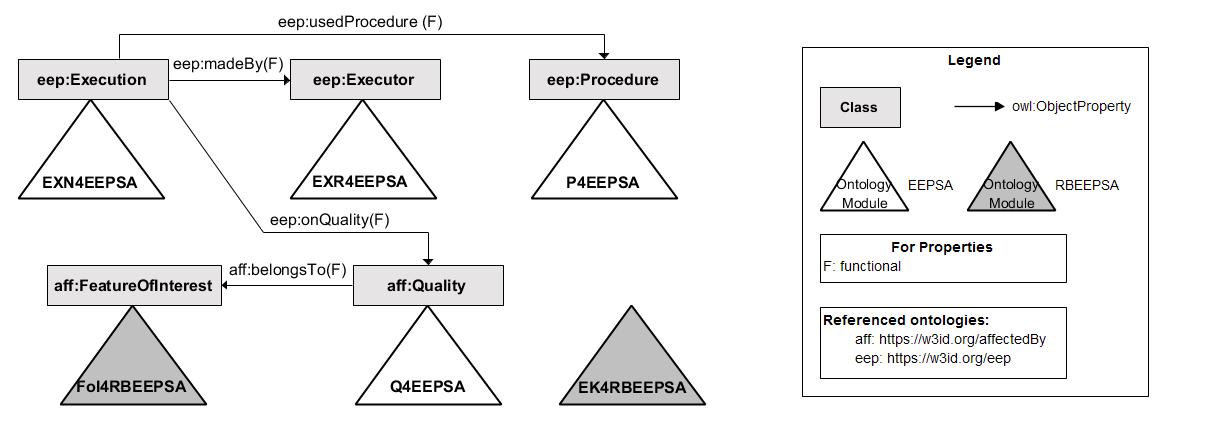 eep:usedProcedure (F)
eep:Execution
eep:madeBy(F)
eep:Executor
eep:Procedure
EXN4EEPSA
EXR4EEPSA
P4EEPSA
eep:onQuality(F)
aff:FeatureOfInterest
aff:belongsTo(F)
aff:Quality
FoI4RBEEPSA
Q4EEPSA
EK4RBEEPSA
Legend
Class
owl:ObjectProperty
Ontology
Module
EEPSA
Ontology
Module
RBEEPSA
For Properties
F: functional
Referenced ontologies:
aff: https://w3id.org/affectedBy
eep: https://w3id.org/eep